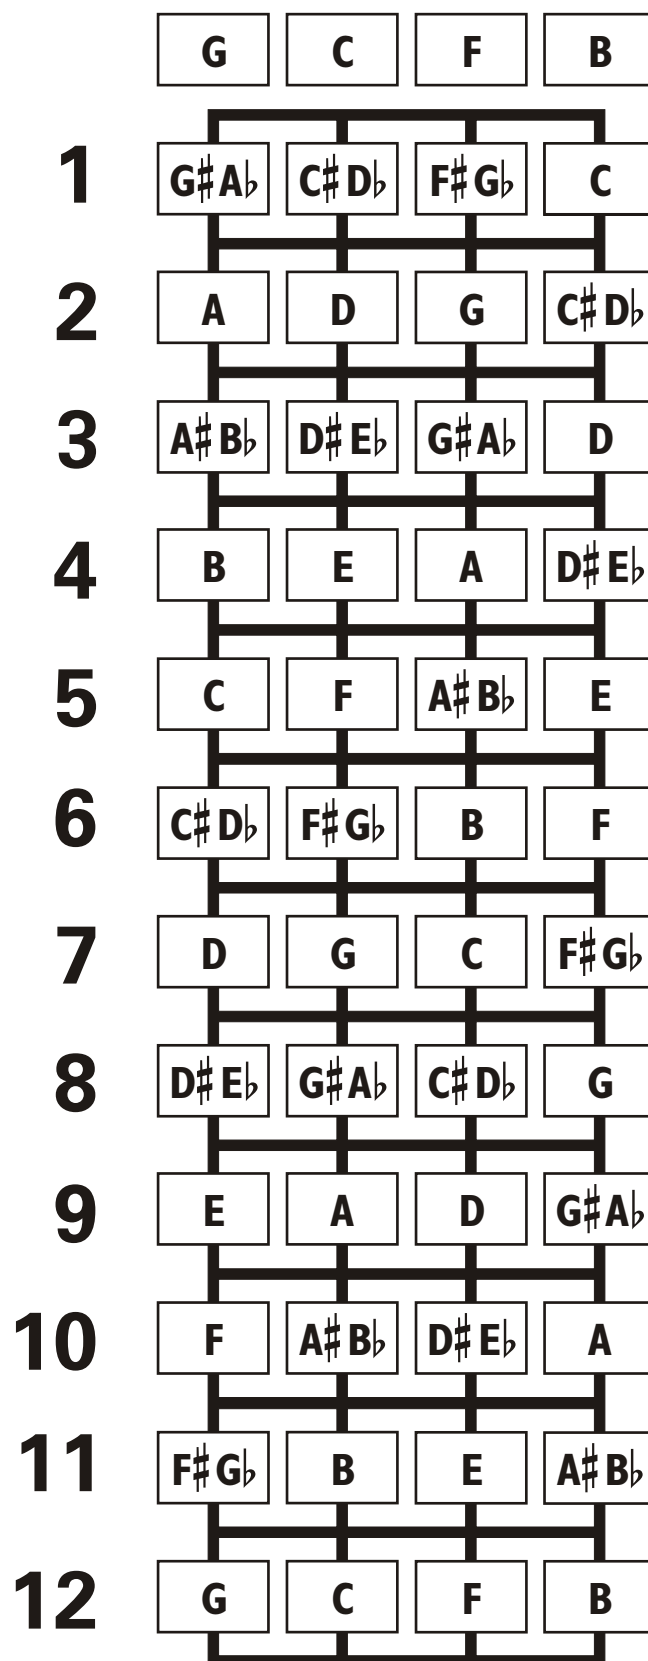 G C F B
1 G♯A♭ C♯D♭ F♯G♭ C
2 A D G C♯D♭
3 A♯B♭ D♯E♭ G♯A♭ D
4 B E A D♯E♭
5 C F A♯B♭ E
6 C♯D♭ F♯G♭ B F
7 D G C F♯G♭
8 D♯E♭ G♯A♭ C♯D♭ G
9 E A D G♯A♭
10 F A♯B♭ D♯E♭ A
11 F♯G♭ B E A♯B♭
12 G C F B